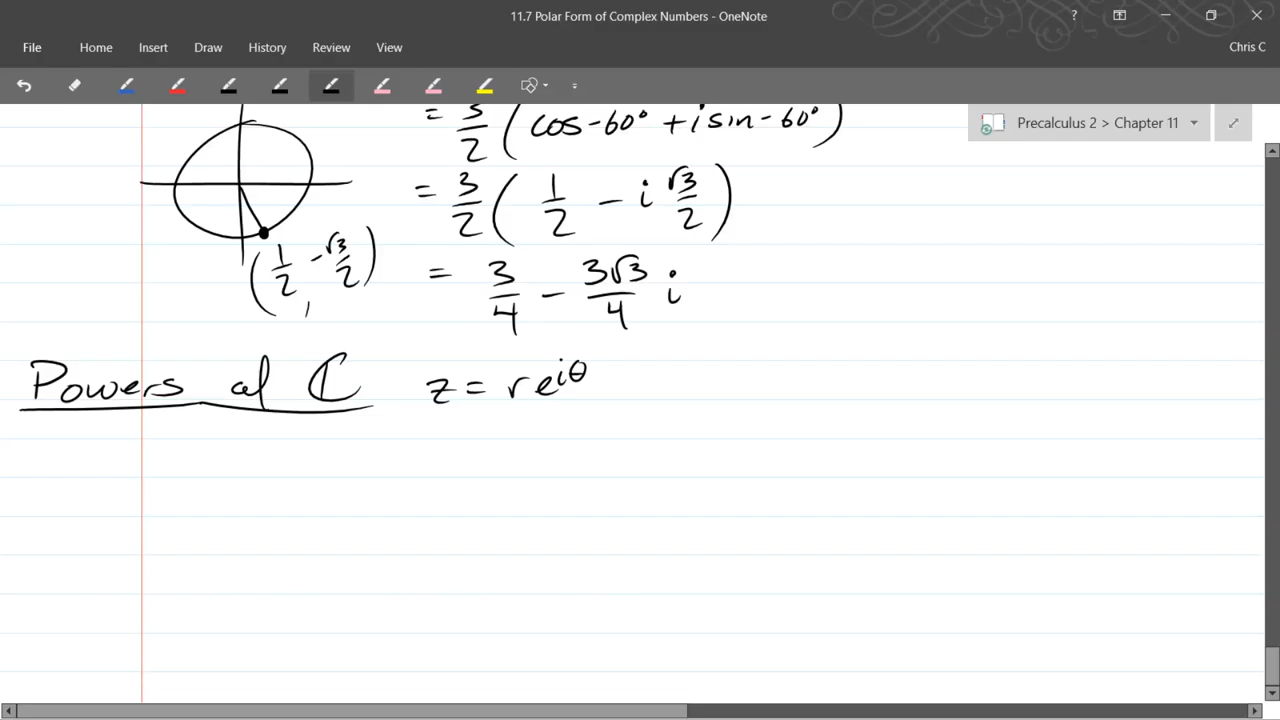 11.7 Polar Form of Complex Numbers - OneNote
?
File Home Insert Draw History Review View Chris C
Precalculus 2 > Chapter 11
= 3/2 (cos-60° + i sin-60°)
= 3/2 (1/2 - i √3/2)
(1/2, -√3/2)
= 3/4 - 3√3/4 i
Powers of ℂ z = re^{iθ}